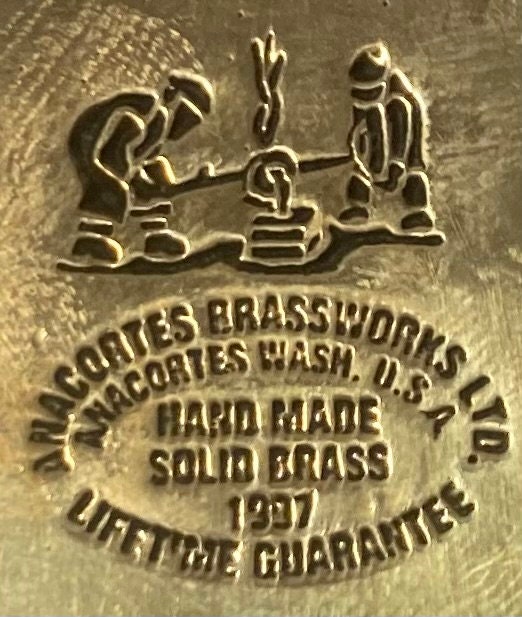 ANACORTES BRASSWORKS LTD.
ANACORTES WASH. U.S.A.
HAND MADE
SOLID BRASS
1997
LIFETIME GUARANTEE